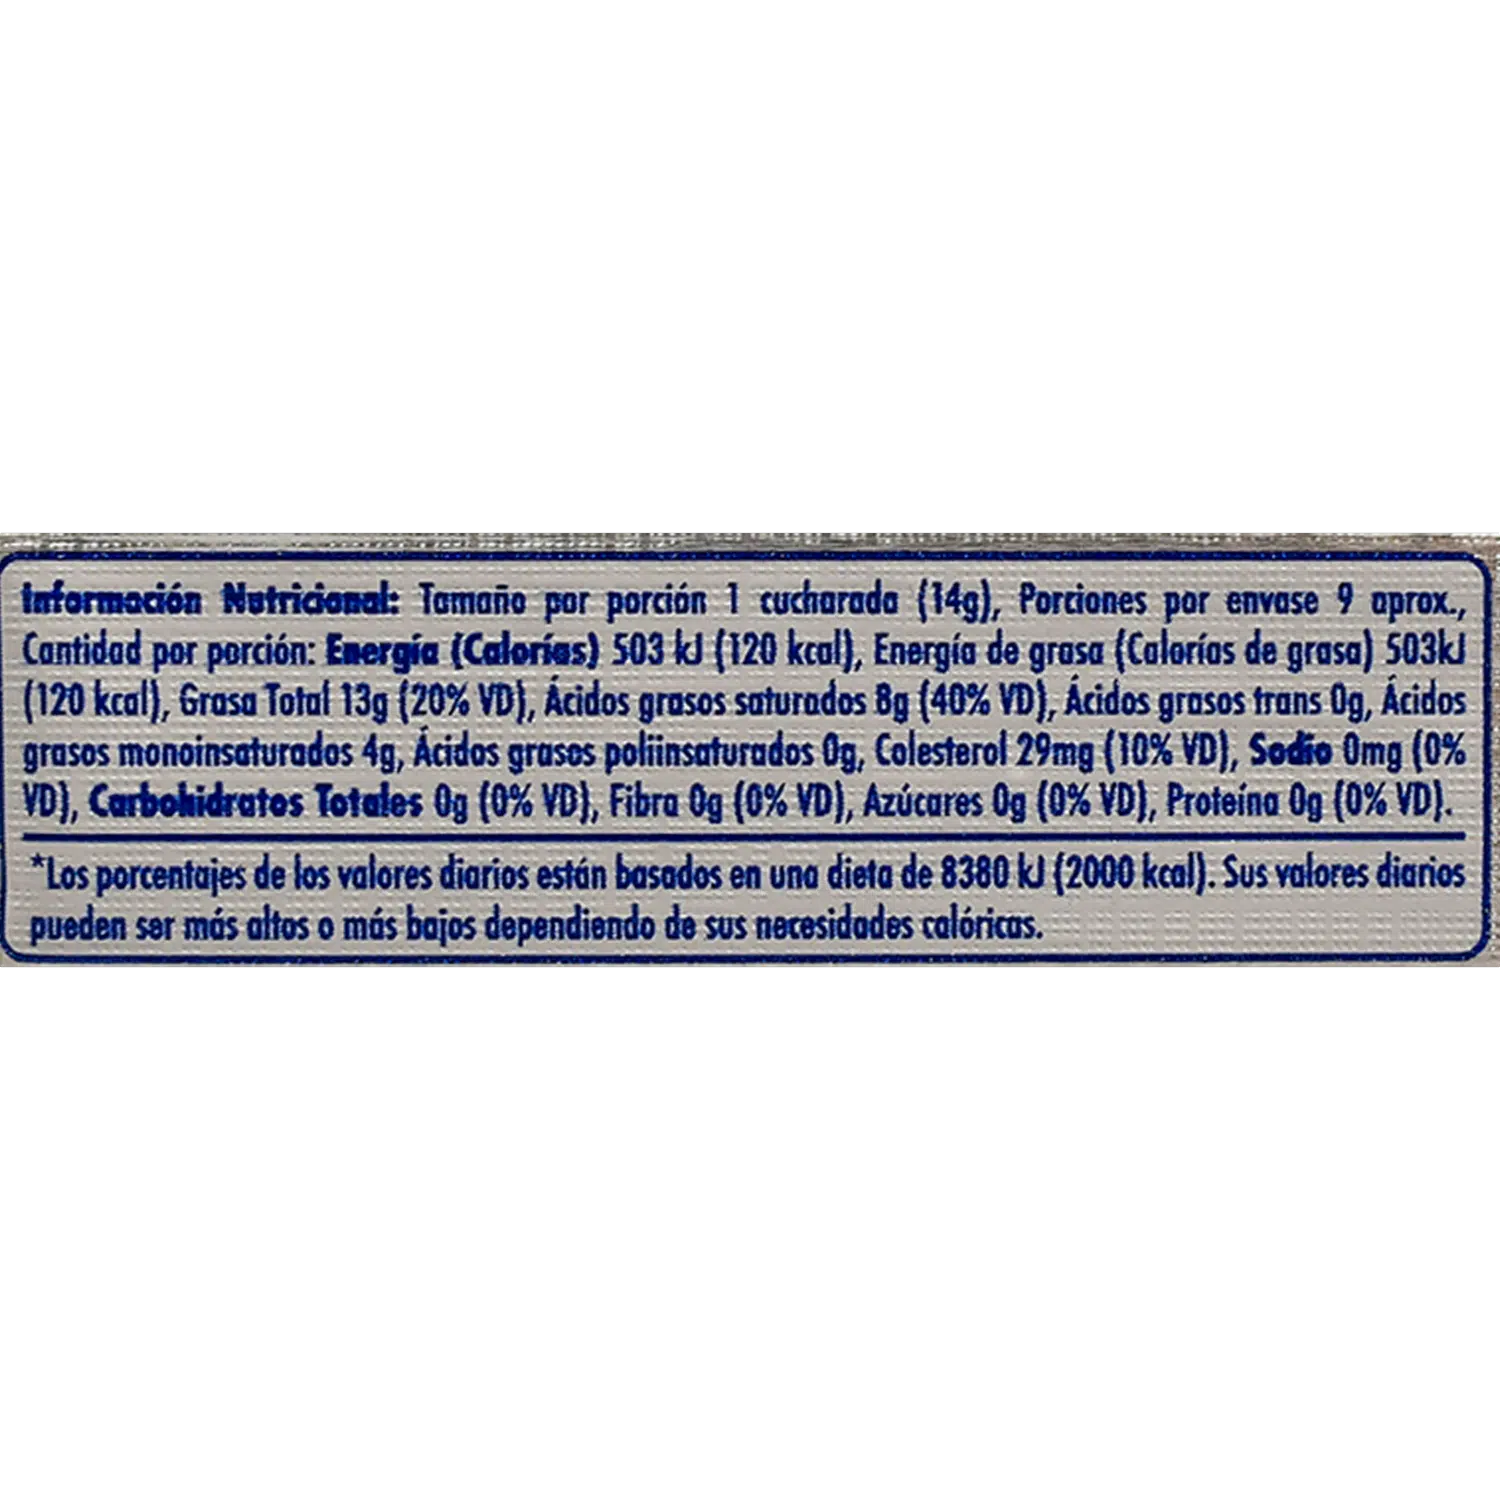 Información Nutricional: Tamaño por porción 1 cucharada (14g), Porciones por envase 9 aprox.,
Cantidad por porción: Energía (Calorías) 503 kJ (120 kcal), Energía de grasa (Calorías de grasa) 503kJ
(120 kcal), Grasa Total 13g (20% VD), Ácidos grasos saturados 8g (40% VD), Ácidos grasos trans 0g, Ácidos
grasos monoinsaturados 4g, Ácidos grasos poliinsaturados 0g, Colesterol 29mg (10% VD), Sodio 0mg (0%
VD), Carbohidratos Totales 0g (0% VD), Fibra 0g (0% VD), Azúcares 0g (0% VD), Proteína 0g (0% VD).
*Los porcentajes de los valores diarios están basados en una dieta de 8380 kJ (2000 kcal). Sus valores diarios
pueden ser más altos o más bajos dependiendo de sus necesidades calóricas.